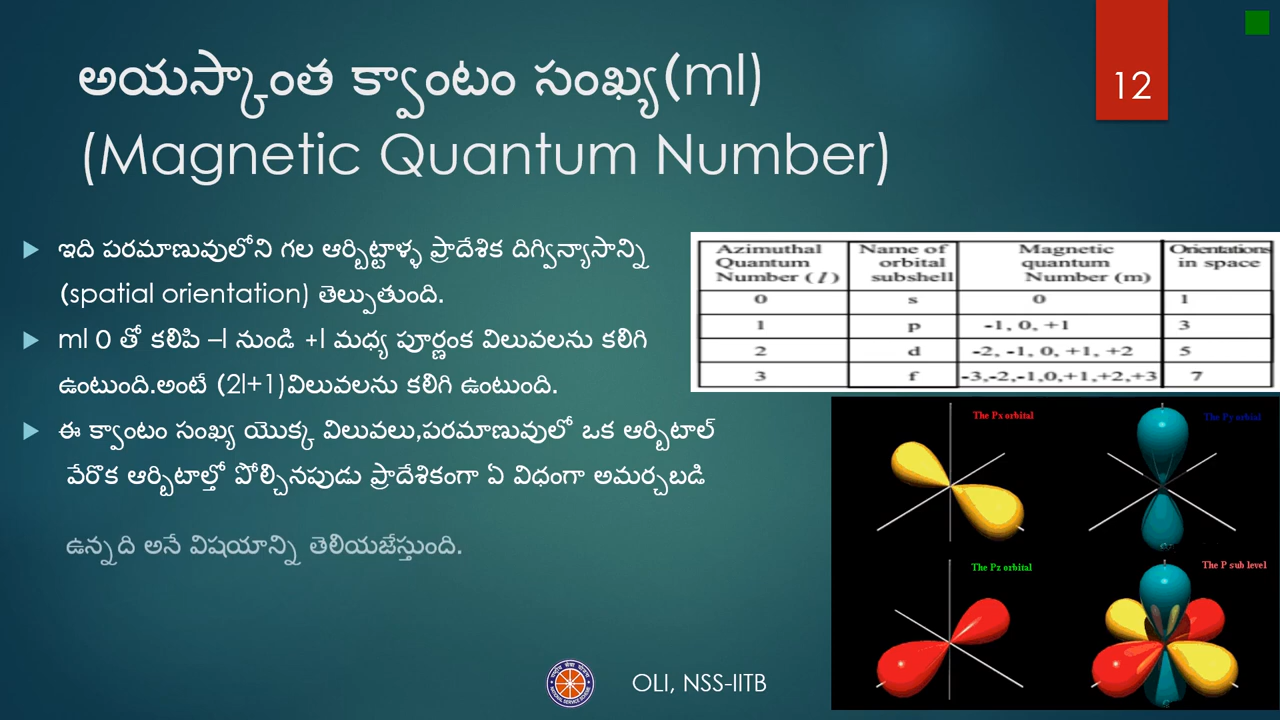 అయస్కాంత క్వాంటం సంఖ్య(ml)
(Magnetic Quantum Number)
12
ఇది పరమాణువులోని గల ఆర్బిట్టాళ్ళ ప్రాదేశిక దిగ్విన్యాసాన్ని
(spatial orientation) తెల్పుతుంది.
ml 0 తో కలిపి –l నుండి +l మధ్య పూర్ణంక విలువలను కలిగి
ఉంటుంది.అంటే (2l+1)విలువలను కలిగి ఉంటుంది.
ఈ క్వాంటం సంఖ్య యొక్క విలువలు,పరమాణువులో ఒక ఆర్బిటాల్
వేరొక ఆర్బిటాల్తో పోల్చినపుడు ప్రాదేశికంగా ఏ విధంగా అమర్చబడి
ఉన్నది అనే విషయాన్ని తెలియజేస్తుంది.
Azimuthal Quantum Number (l) Name of orbital subshell Magnetic quantum Number (m) Orientations in space
0 s 0 1
1 p -1, 0, +1 3
2 d -2, -1, 0, +1, +2 5
3 f -3,-2,-1,0,+1,+2,+3 7
The Px orbital
The Py orbial
The Pz orbital
The P sub level
OLI, NSS-IITB